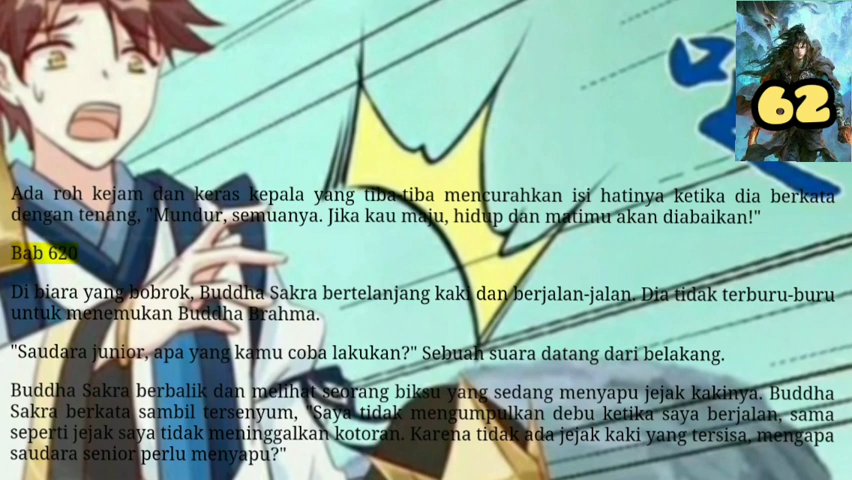 62
Ada roh kejam dan keras kepala yang tiba-tiba mencurahkan isi hatinya ketika dia berkata
dengan tenang, "Mundur, semuanya. Jika kau maju, hidup dan matimu akan diabaikan!"
Bab 620
Di biara yang bobrok, Buddha Sakra bertelanjang kaki dan berjalan-jalan. Dia tidak terburu-buru
untuk menemukan Buddha Brahma.
"Saudara junior, apa yang kamu coba lakukan?" Sebuah suara datang dari belakang.
Buddha Sakra berbalik dan melihat seorang biksu yang sedang menyapu jejak kakinya. Buddha
Sakra berkata sambil tersenyum, "Saya tidak mengumpulkan debu ketika saya berjalan, sama
seperti jejak saya tidak meninggalkan kotoran. Karena tidak ada jejak kaki yang tersisa, mengapa
saudara senior perlu menyapu?"